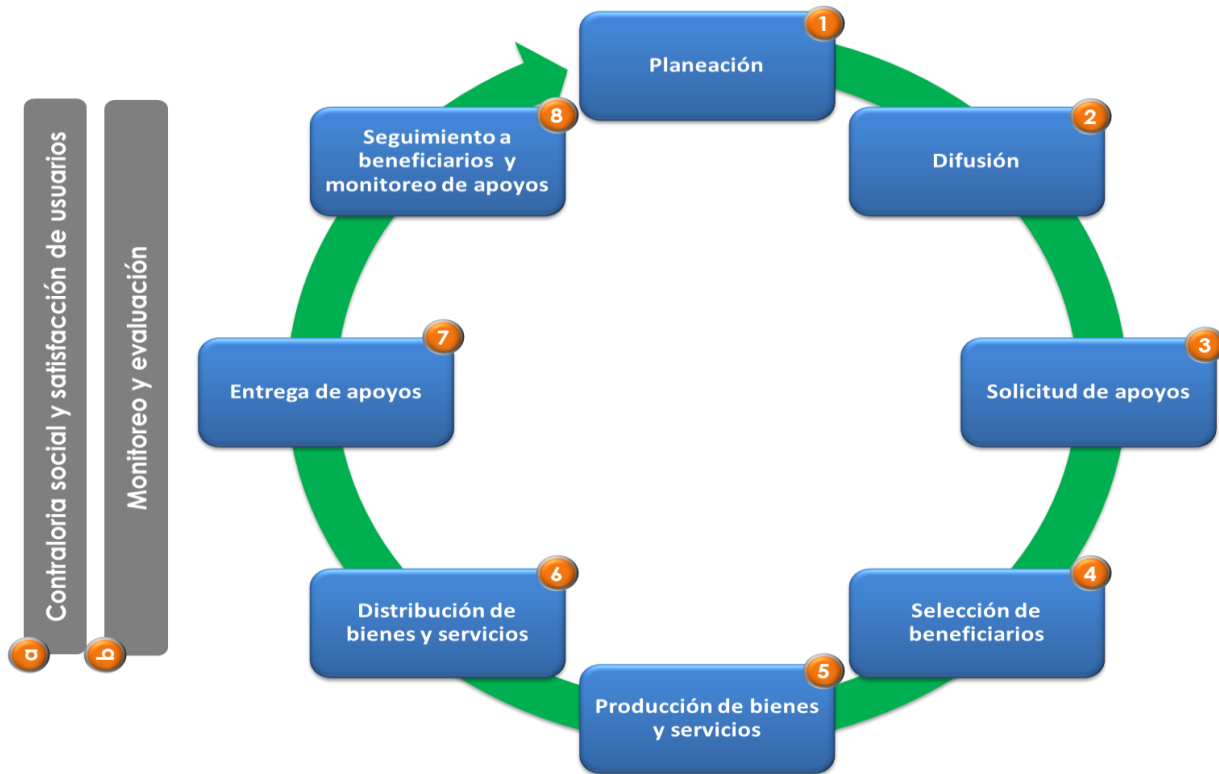 1
Planeación
2
Difusión
3
Solicitud de apoyos
4
Selección de
beneficiarios
5
Producción de bienes
y servicios
6
Distribución de
bienes y servicios
7
Entrega de apoyos
8
Seguimiento a
beneficiarios y
monitoreo de apoyos
a
Contraloria social y satisfacción de usuarios
b
Monitoreo y evaluación